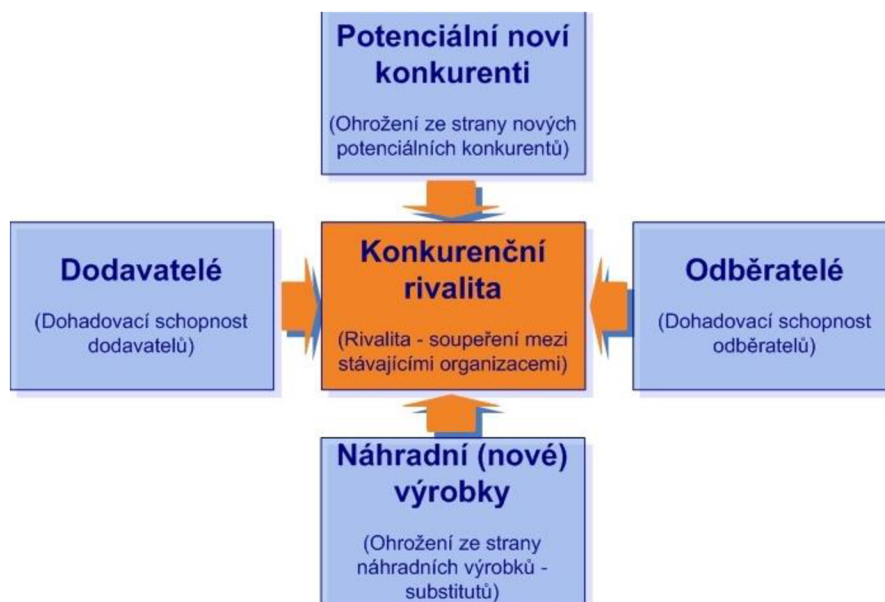 Potenciální noví
konkurenti
(Ohrožení ze strany nových
potenciálních konkurentů)
Dodavatelé
(Dohadovací schopnost
dodavatelů)
Konkurenční
rivalita
(Rivalita - soupeření mezi
stávajícími organizacemi)
Odběratelé
(Dohadovací schopnost
odběratelů)
Náhradní (nové)
výrobky
(Ohrožení ze strany
náhradních výrobků -
substitutů)